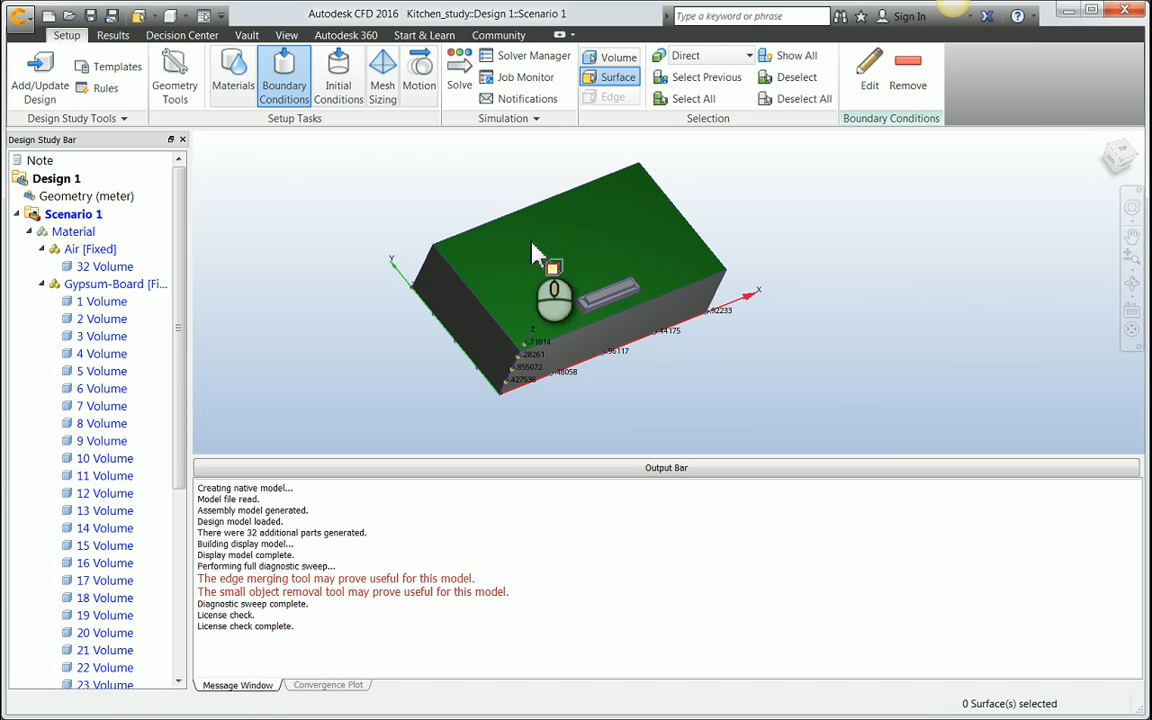 Autodesk CFD 2016 Kitchen_study::Design 1::Scenario 1
Type a keyword or phrase
Sign In
Setup Results Decision Center Vault View Autodesk 360 Start & Learn Community
Add/Update Design
Templates
Rules
Geometry Tools
Materials
Boundary Conditions
Initial Conditions
Mesh Sizing
Motion
Solve
Solver Manager
Job Monitor
Notifications
Volume
Surface
Edge
Direct
Select Previous
Select All
Show All
Deselect
Deselect All
Edit
Remove
Design Study Tools
Setup Tasks
Simulation
Selection
Boundary Conditions
Design Study Bar
Note
Design 1
Geometry (meter)
Scenario 1
Material
Air [Fixed]
32 Volume
Gypsum-Board [Fi...
1 Volume
2 Volume
3 Volume
4 Volume
5 Volume
6 Volume
7 Volume
8 Volume
9 Volume
10 Volume
11 Volume
12 Volume
13 Volume
14 Volume
15 Volume
16 Volume
17 Volume
18 Volume
19 Volume
20 Volume
21 Volume
22 Volume
23 Volume
TOP
Y
X
Z
.71014
.28261
.855072
.427536
.48058
.96117
.44175
.92233
Output Bar
Creating native model...
Model file read.
Assembly model generated.
Design model loaded.
There were 32 additional parts generated.
Building display model...
Display model complete.
Performing full diagnostic sweep...
The edge merging tool may prove useful for this model.
The small object removal tool may prove useful for this model.
Diagnostic sweep complete.
License check.
License check complete.
Message Window
Convergence Plot
0 Surface(s) selected